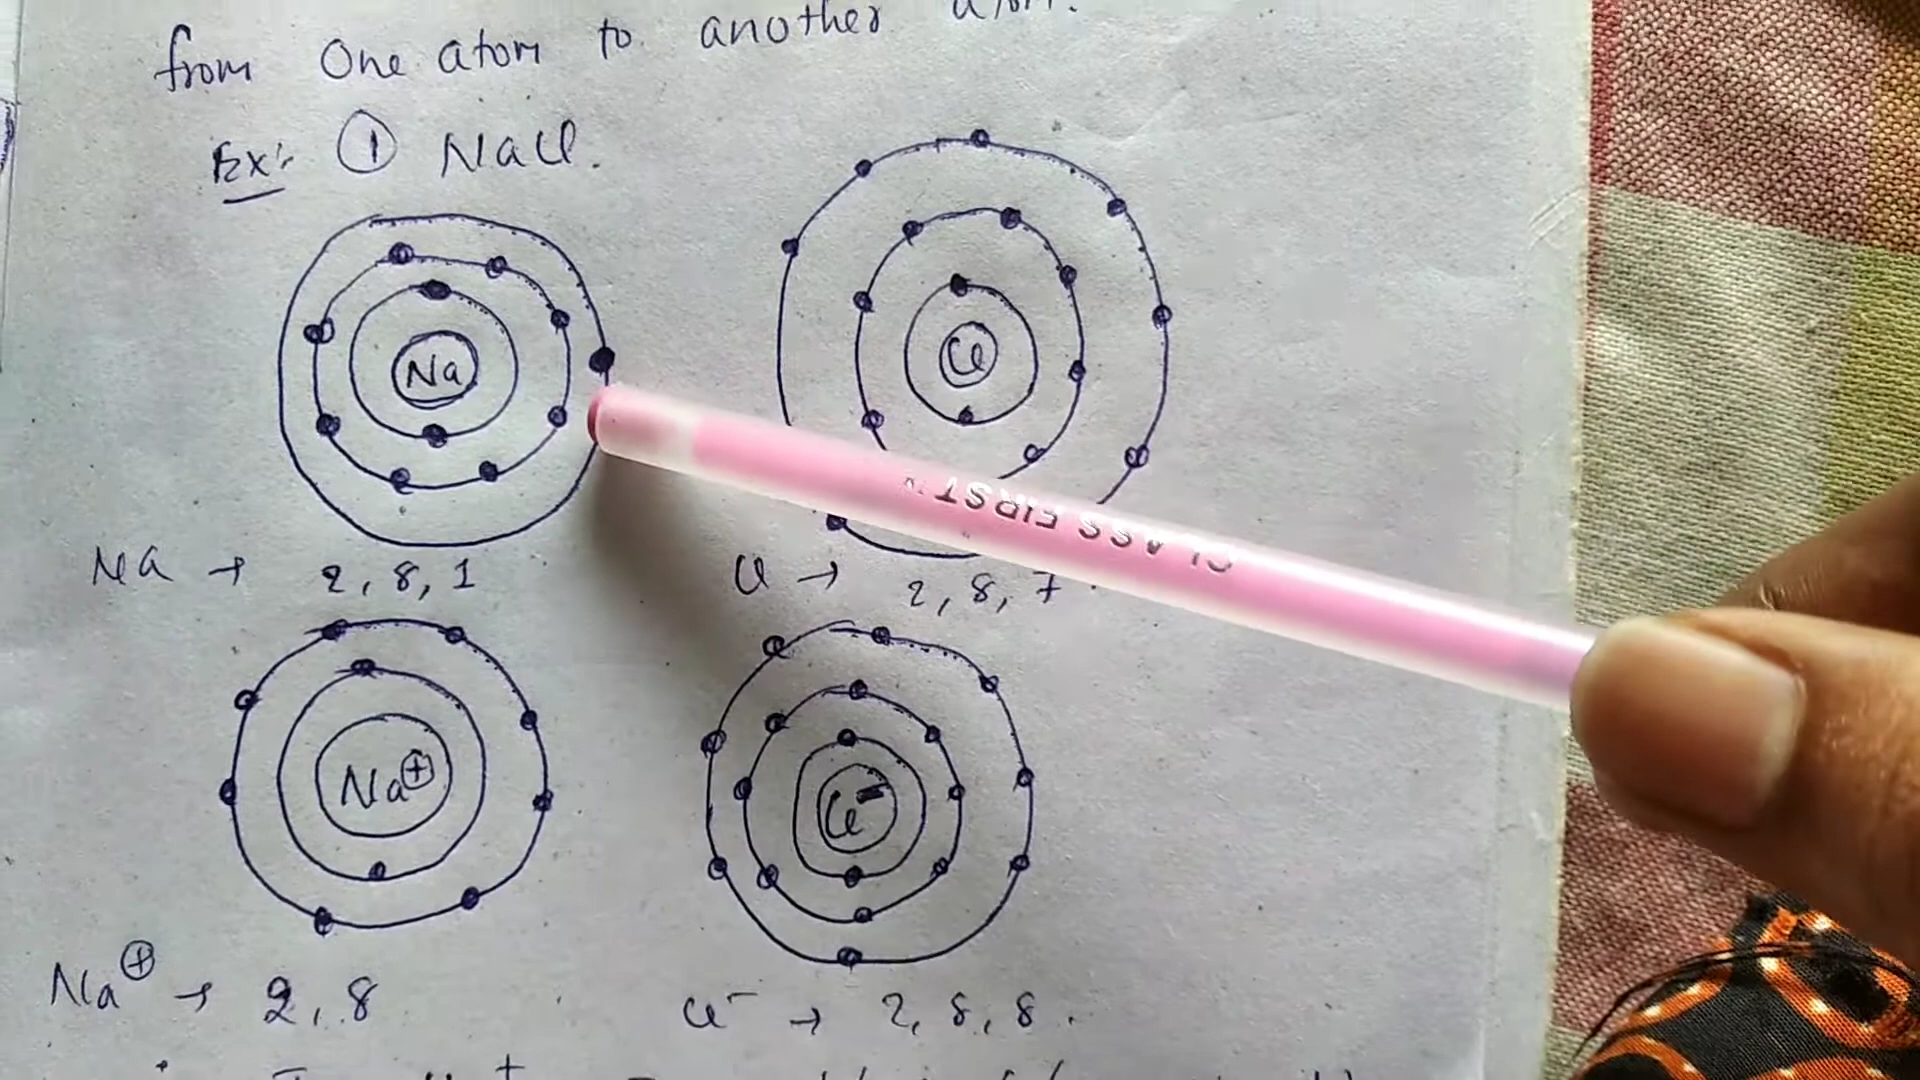 from One atom to another atom.
Ex:- ① NaCl.
Na
Cl
CLASS FIRST
Na → 2, 8, 1
Cl → 2, 8, 7
Na⊕
Cl⁻
Na⊕ → 2, 8
Cl⁻ → 2, 8, 8.